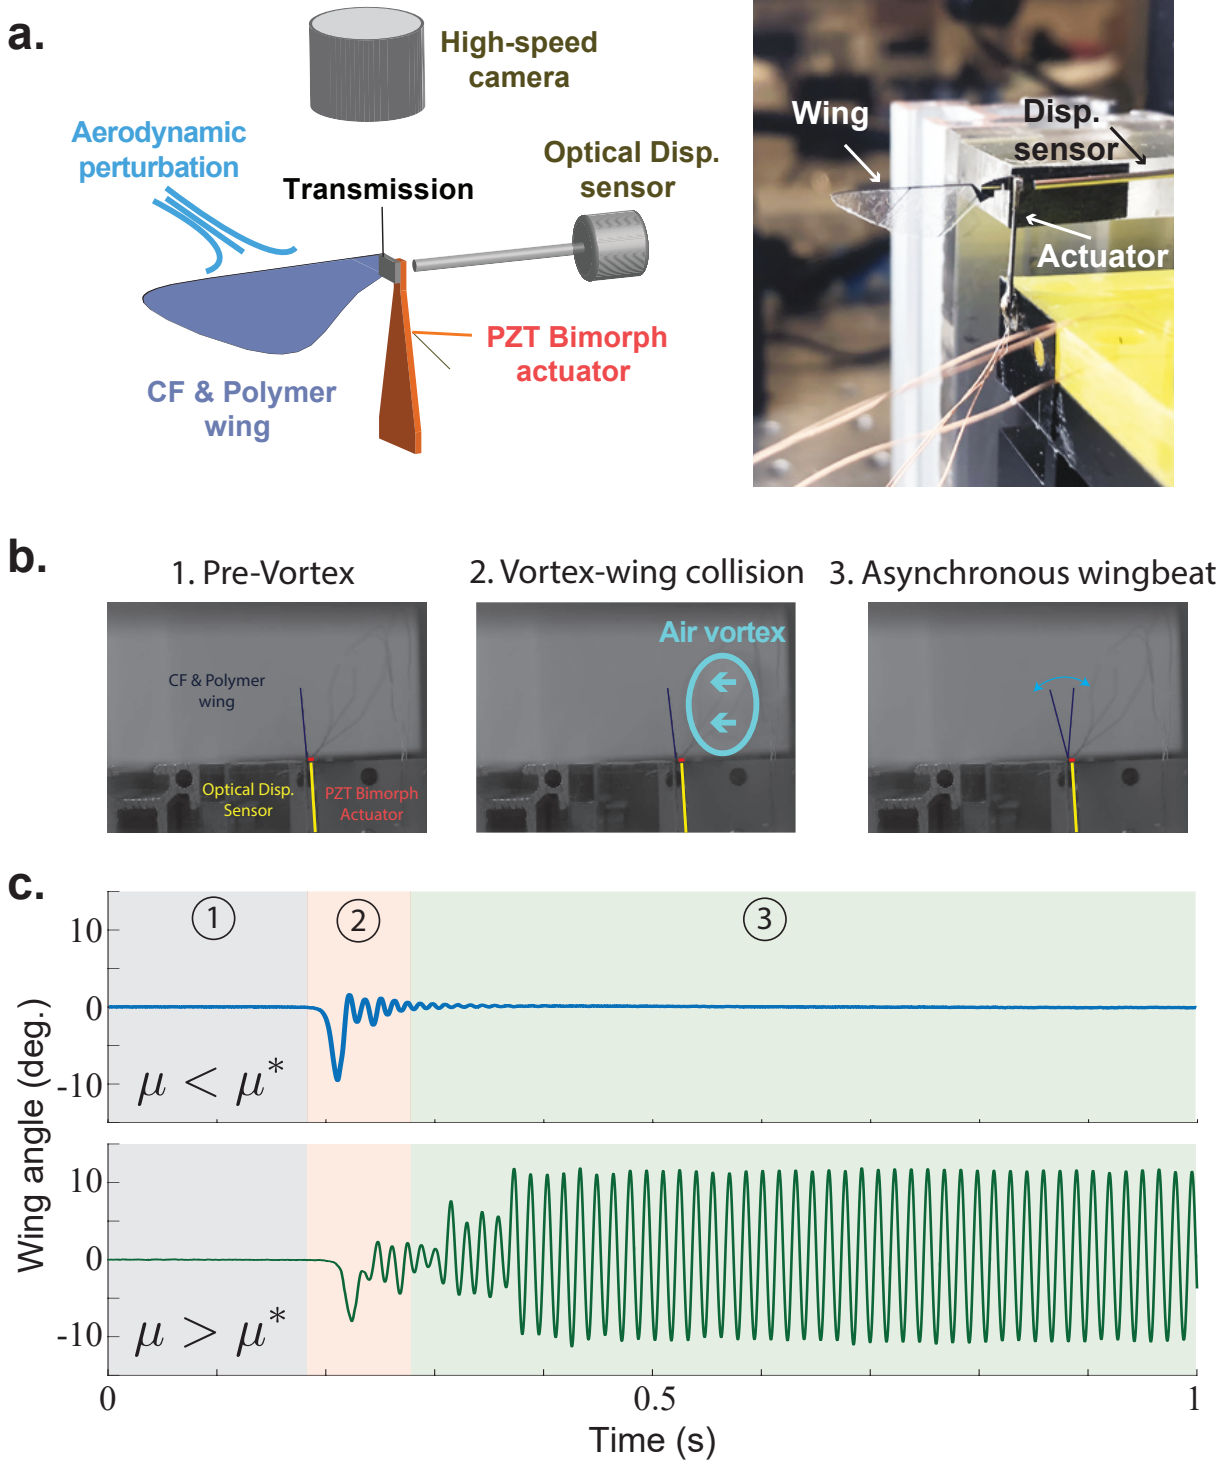 a.
High-speed
camera
Aerodynamic
perturbation
Optical Disp.
sensor
Transmission
PZT Bimorph
actuator
CF & Polymer
wing
Wing
Disp.
sensor
Actuator
b.
1. Pre-Vortex
2. Vortex-wing collision
3. Asynchronous wingbeat
CF & Polymer
wing
Optical Disp.
Sensor
PZT Bimorph
Actuator
Air vortex
c.
1
2
3
Wing angle (deg.)
10
0
-10
μ < μ*
10
0
-10
μ > μ*
0
0.5
1
Time (s)